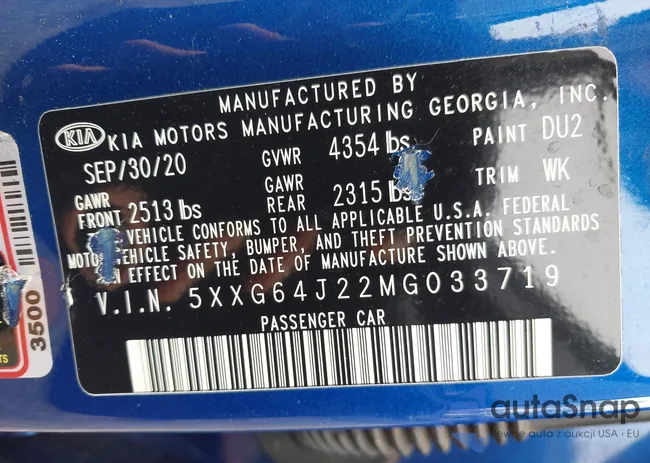 MANUFACTURED BY
KIA KIA MOTORS MANUFACTURING GEORGIA, INC.
SEP/30/20 GVWR 4354 lbs PAINT DU2
GAWR FRONT 2513 lbs GAWR REAR 2315 lbs TRIM WK
VEHICLE CONFORMS TO ALL APPLICABLE U.S.A. FEDERAL
VEHICLE SAFETY, BUMPER, AND THEFT PREVENTION STANDARDS
IN EFFECT ON THE DATE OF MANUFACTURE SHOWN ABOVE.
V.I.N. 5XXG64J22MG033719
PASSENGER CAR
3500
TS
autoSnap
Pewne auta z aukcji USA i EU